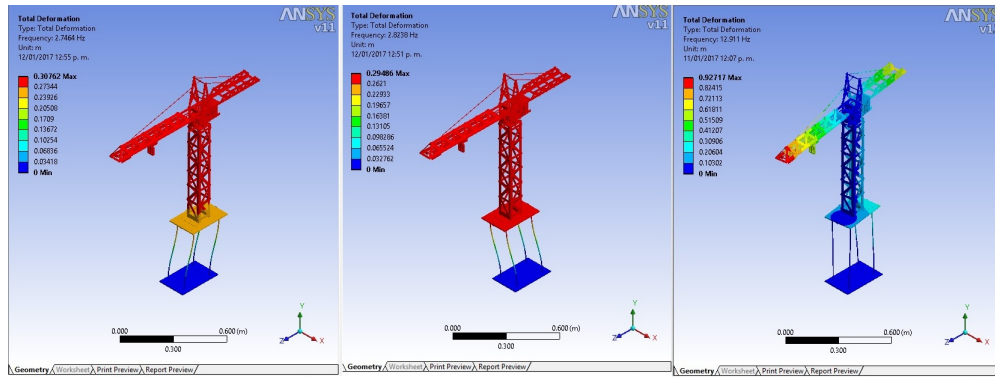 ANSYS
v11
Total Deformation
Type: Total Deformation
Frequency: 2.7464 Hz
Unit: m
12/01/2017 12:55 p. m.
0.30762 Max
0.27344
0.23926
0.20508
0.1709
0.13672
0.10254
0.06836
0.03418
0 Min
0.000
0.600 (m)
0.300
Y
Z
X
Geometry
Worksheet
Print Preview
Report Preview
ANSYS
v11
Total Deformation
Type: Total Deformation
Frequency: 2.8238 Hz
Unit: m
12/01/2017 12:51 p. m.
0.29486 Max
0.2621
0.22933
0.19657
0.16381
0.13105
0.098286
0.065524
0.032762
0 Min
0.000
0.600 (m)
0.300
Y
Z
X
Geometry
Worksheet
Print Preview
Report Preview
Total Deformation
Type: Total Deformation
Frequency: 12.911 Hz
Unit: m
11/01/2017 12:07 p. m.
0.92717 Max
0.82415
0.72113
0.61811
0.51509
0.41207
0.30906
0.20604
0.10302
0 Min
0.000
0.600 (m)
0.300
Y
Z
X
Geometry
Worksheet
Print Preview
Report Preview